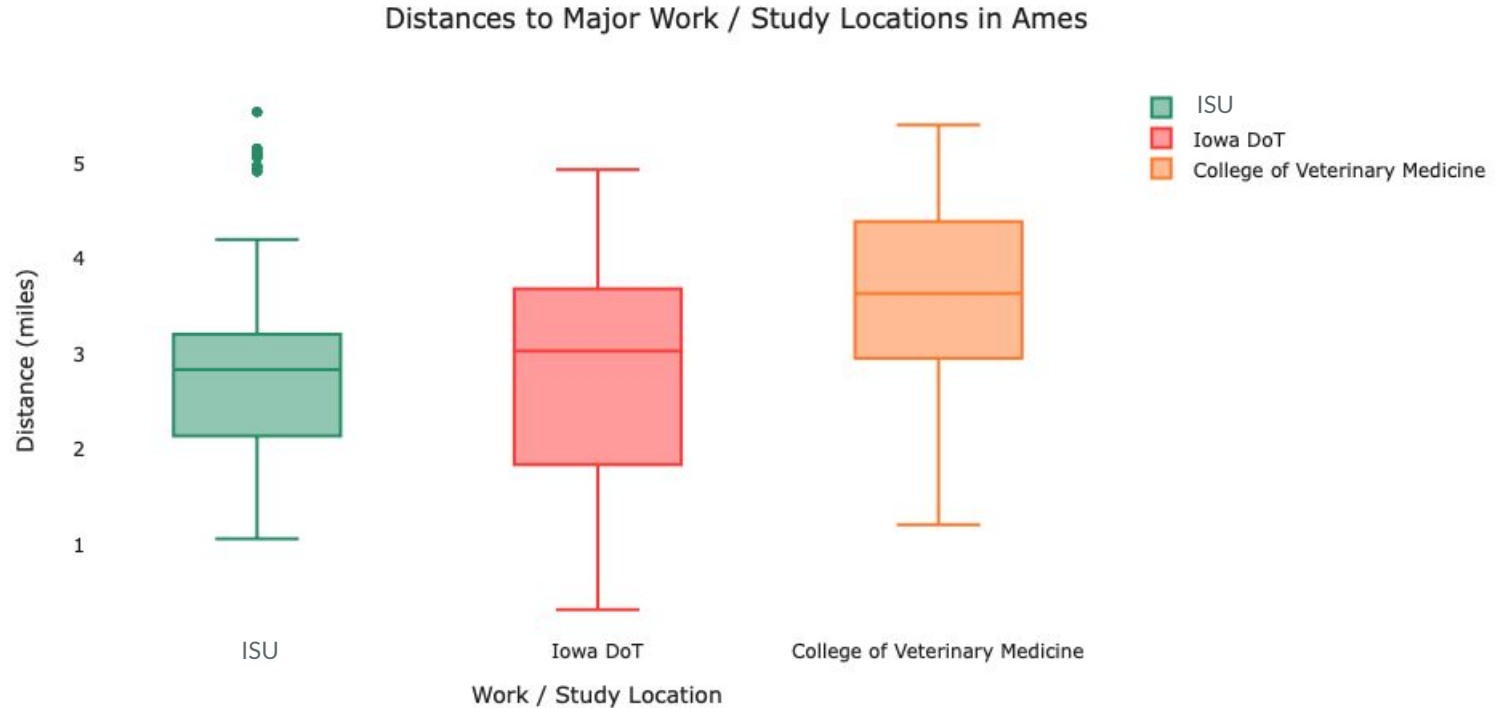 Distances to Major Work / Study Locations in Ames
ISU
Iowa DoT
College of Veterinary Medicine
Distance (miles)
5
4
3
2
1
ISU
Iowa DoT
College of Veterinary Medicine
Work / Study Location